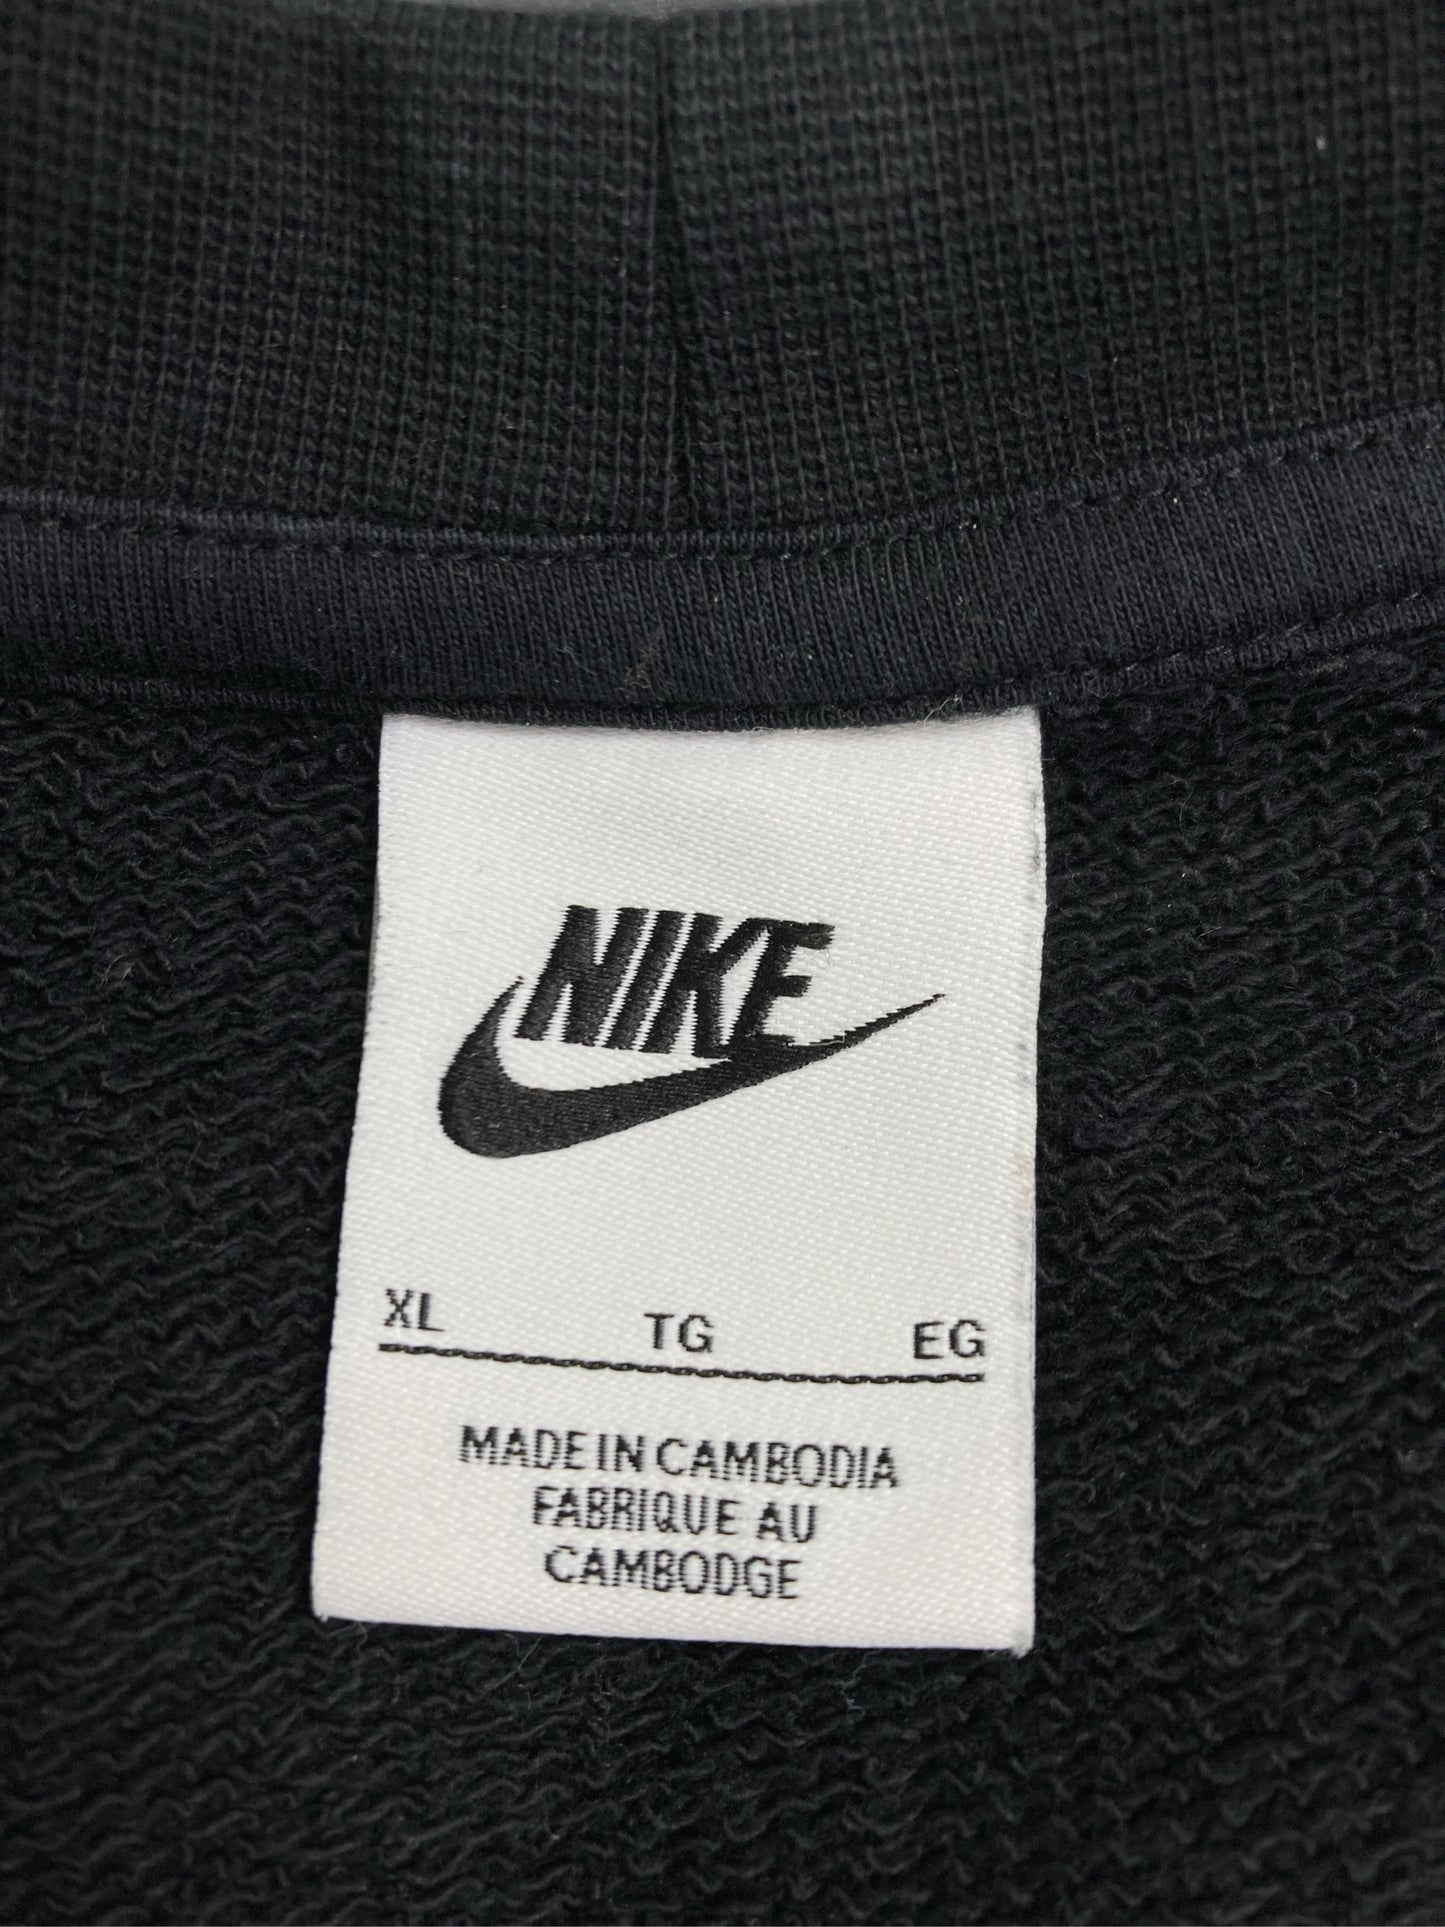 NIKE
XL TG EG
MADE IN CAMBODIA
FABRIQUE AU
CAMBODGE